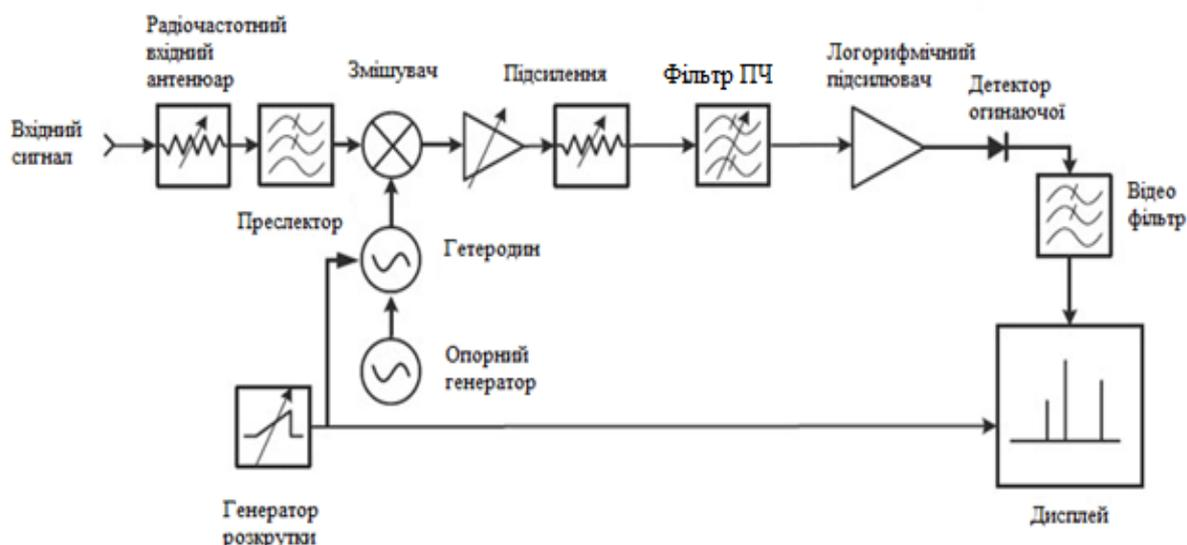 Радіочастотний
вхідний
антенюар
Змішувач
Підсилення
Фільтр ПЧ
Логорифмічний
підсилювач
Детектор
огинаючої
Вхідний
сигнал
Преслектор
Гетеродин
Відео
фільтр
Опорний
генератор
Генератор
розкрутки
Дисплей